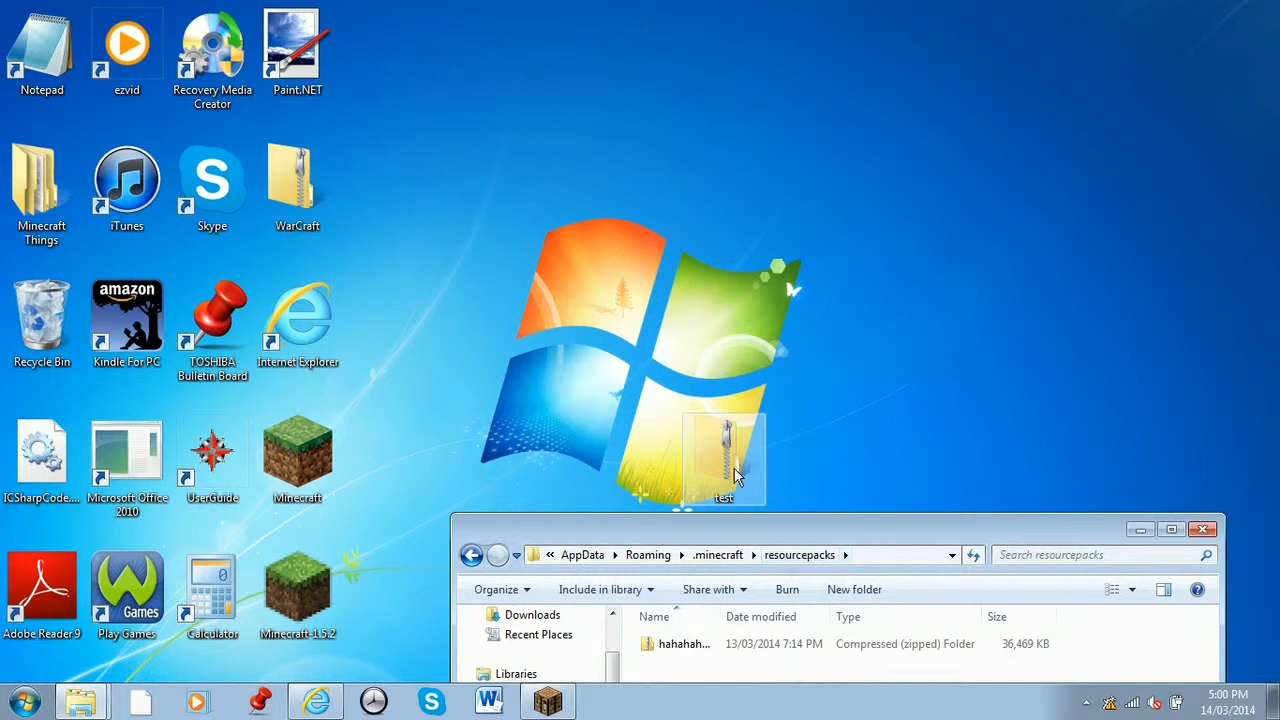 Notepad
ezvid
Recovery Media
Creator
Paint.NET
Minecraft
Things
iTunes
Skype
WarCraft
Recycle Bin
amazon
Kindle For PC
TOSHIBA
Bulletin Board
Internet Explorer
ICSharpCode....
Microsoft Office
2010
UserGuide
Minecraft
test
Adobe Reader 9
Games
Play Games
Calculator
Minecraft-1.5.2
« AppData ▸ Roaming ▸ .minecraft ▸ resourcepacks ▸
Search resourcepacks
Organize
Include in library
Share with
Burn
New folder
Downloads
Recent Places
Libraries
Name
Date modified
Type
Size
hahahah...
13/03/2014 7:14 PM
Compressed (zipped) Folder
36,469 KB
5:00 PM
14/03/2014